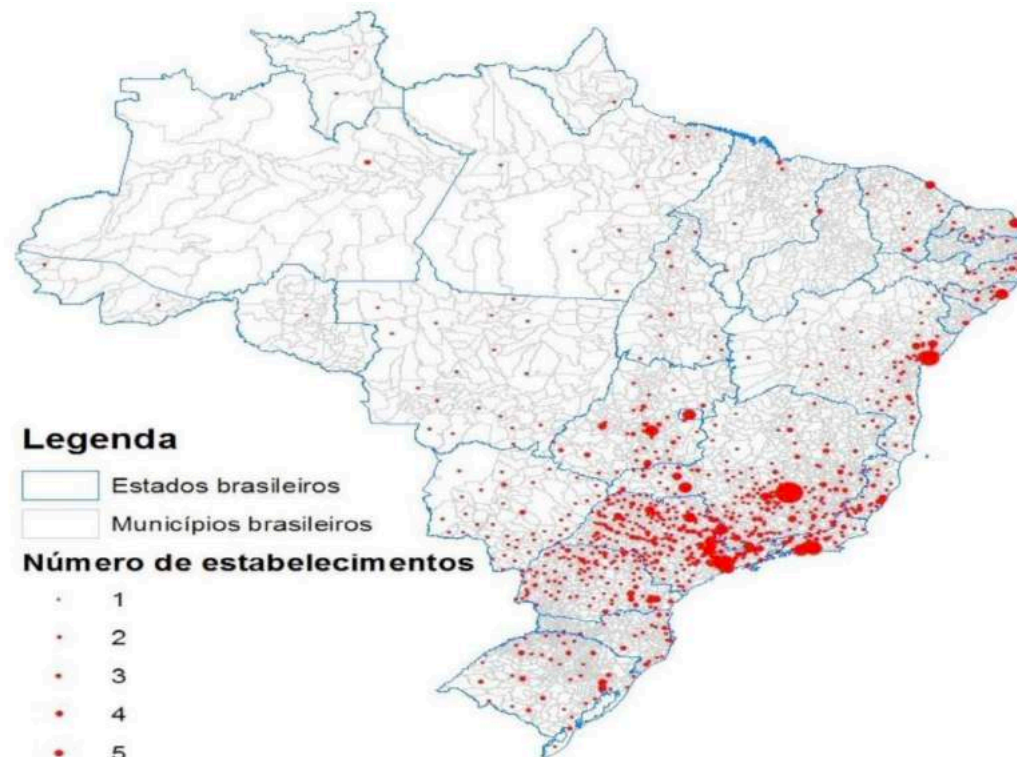 Legenda
Estados brasileiros
Municípios brasileiros
Número de estabelecimentos
1
2
3
4
5